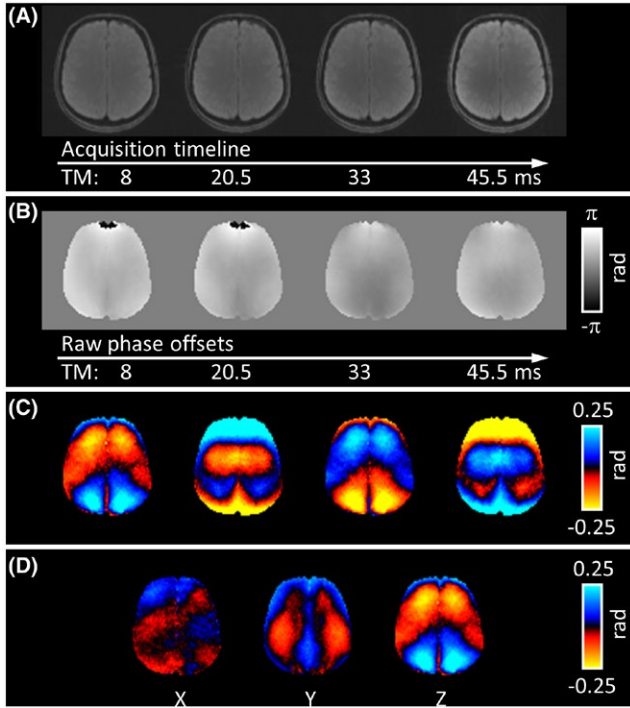 (A)
Acquisition timeline
TM: 8 20.5 33 45.5 ms
(B)
π
rad
-π
Raw phase offsets
TM: 8 20.5 33 45.5 ms
(C)
0.25
rad
-0.25
(D)
0.25
rad
-0.25
X Y Z